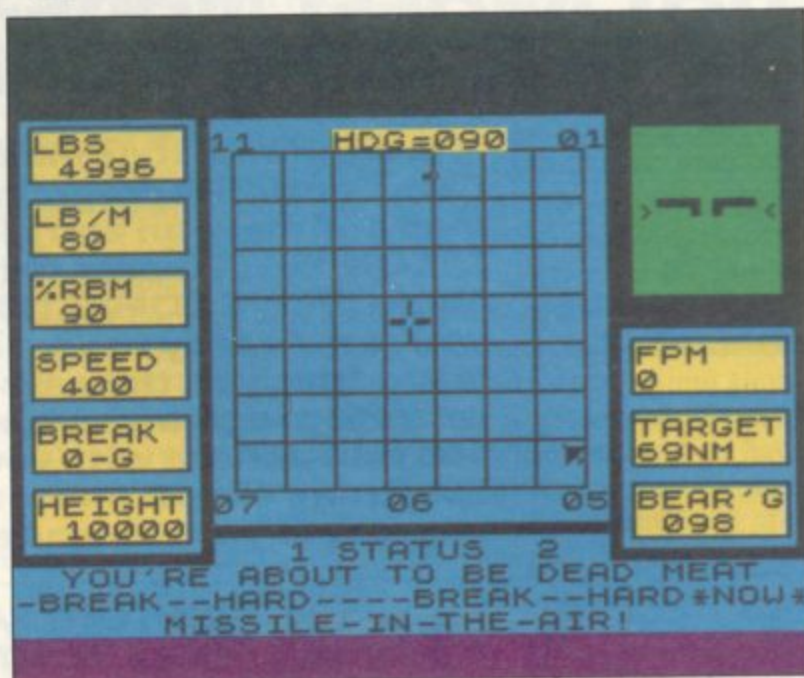 LBS
4996
LB/M
80
%RBM
90
SPEED
400
BREAK
0-G
HEIGHT
10000
11 HDG=090 01
07 06 05
FPM
0
TARGET
69NM
BEAR'G
098
1 STATUS 2
YOU'RE ABOUT TO BE DEAD MEAT
-BREAK--HARD----BREAK--HARD*NOW*
MISSILE-IN-THE-AIR!